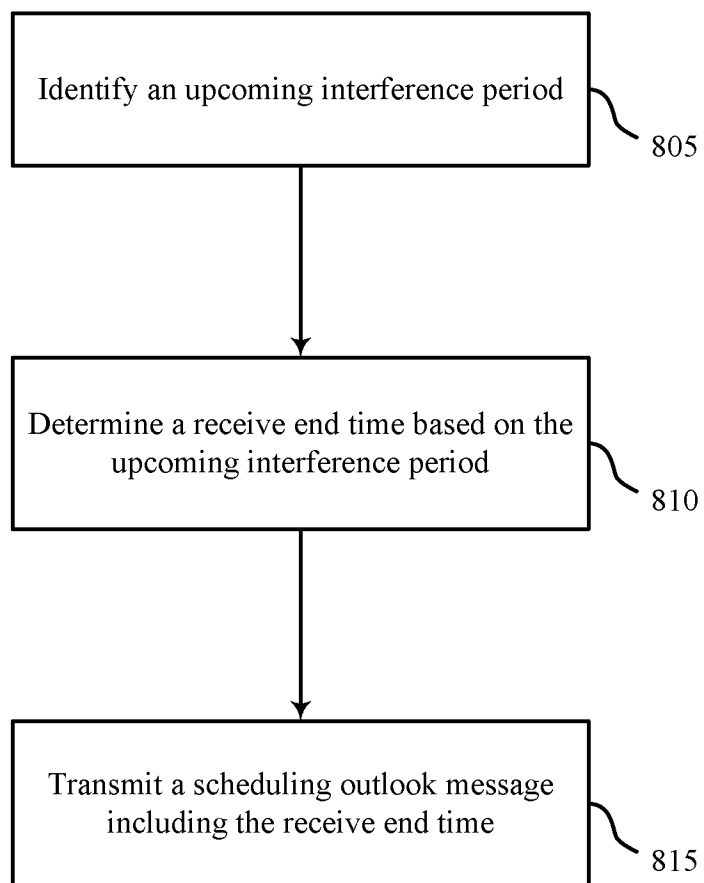 Identify an upcoming interference period
805
Determine a receive end time based on the
upcoming interference period
810
Transmit a scheduling outlook message
including the receive end time
815